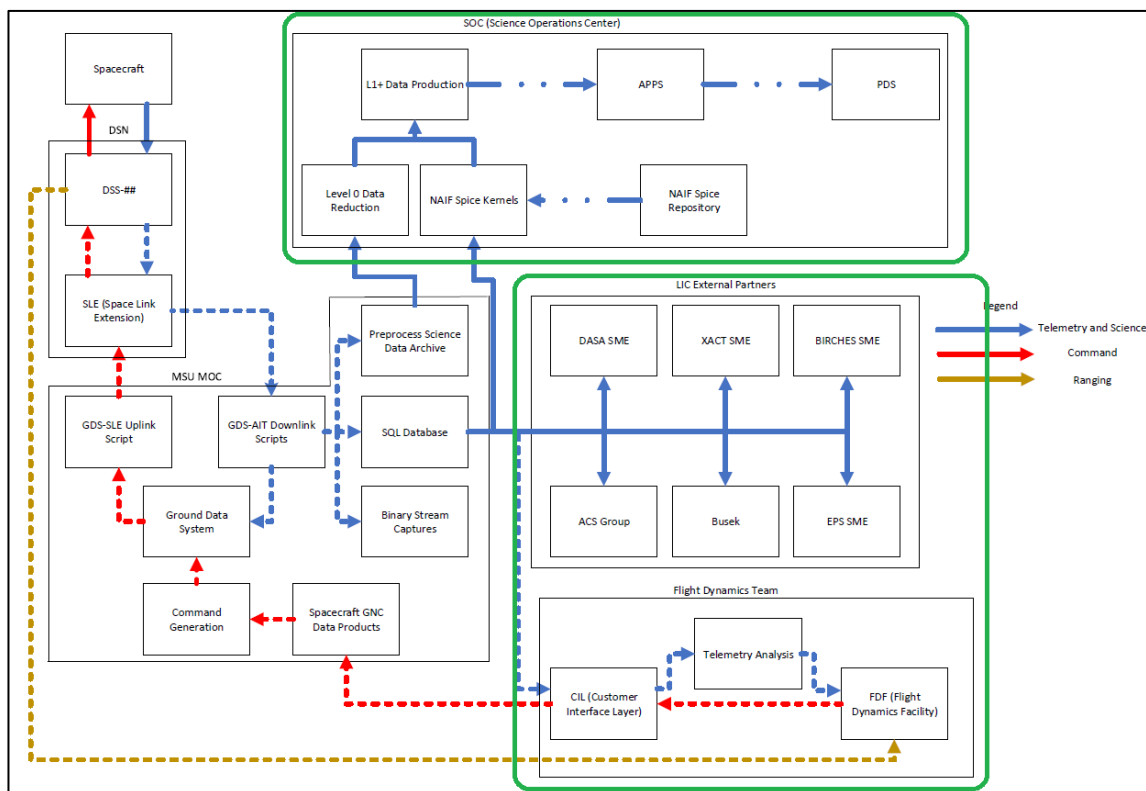 SOC (Science Operations Center)
Spacecraft
L1+ Data Production
APPS
PDS
DSN
DSS-##
Level 0 Data
Reduction
NAIF Spice Kernels
NAIF Spice
Repository
SLE (Space Link
Extension)
LIC External Partners
Legend
Telemetry and Science
Command
Ranging
DASA SME
XACT SME
BIRCHES SME
Preprocess Science
Data Archive
MSU MOC
GDS-SLE Uplink
Script
GDS-AIT Downlink
Scripts
SQL Database
Ground Data
System
Binary Stream
Captures
ACS Group
Busek
EPS SME
Command
Generation
Spacecraft GNC
Data Products
Flight Dynamics Team
Telemetry Analysis
CIL (Customer
Interface Layer)
FDF (Flight
Dynamics Facility)